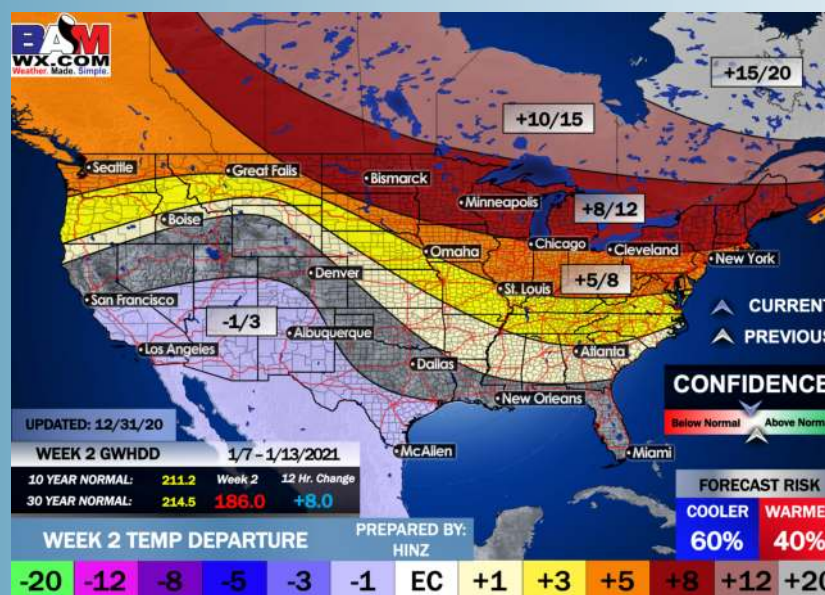 BAM
WX.COM
Weather. Made. Simple.
+15/20
+10/15
Seattle
Great Falls
Bismarck
Minneapolis
+8/12
Boise
Omaha
Chicago
Cleveland
New York
Denver
+5/8
St. Louis
San Francisco
-1/3
CURRENT
Albuquerque
Los Angeles
Atlanta
PREVIOUS
Dallas
CONFIDENCE
New Orleans
UPDATED: 12/31/20
Below Normal
Above Norm
WEEK 2 GWHDD 1/7 – 1/13/2021
McAllen
Miami
10 YEAR NORMAL: 211.2 Week 2 12 Hr. Change
30 YEAR NORMAL: 214.5 186.0 +8.0
FORECAST RISK
COOLER WARME
60% 40%
WEEK 2 TEMP DEPARTURE
PREPARED BY:
HINZ
-20 -12 -8 -5 -3 -1 EC +1 +3 +5 +8 +12 +20